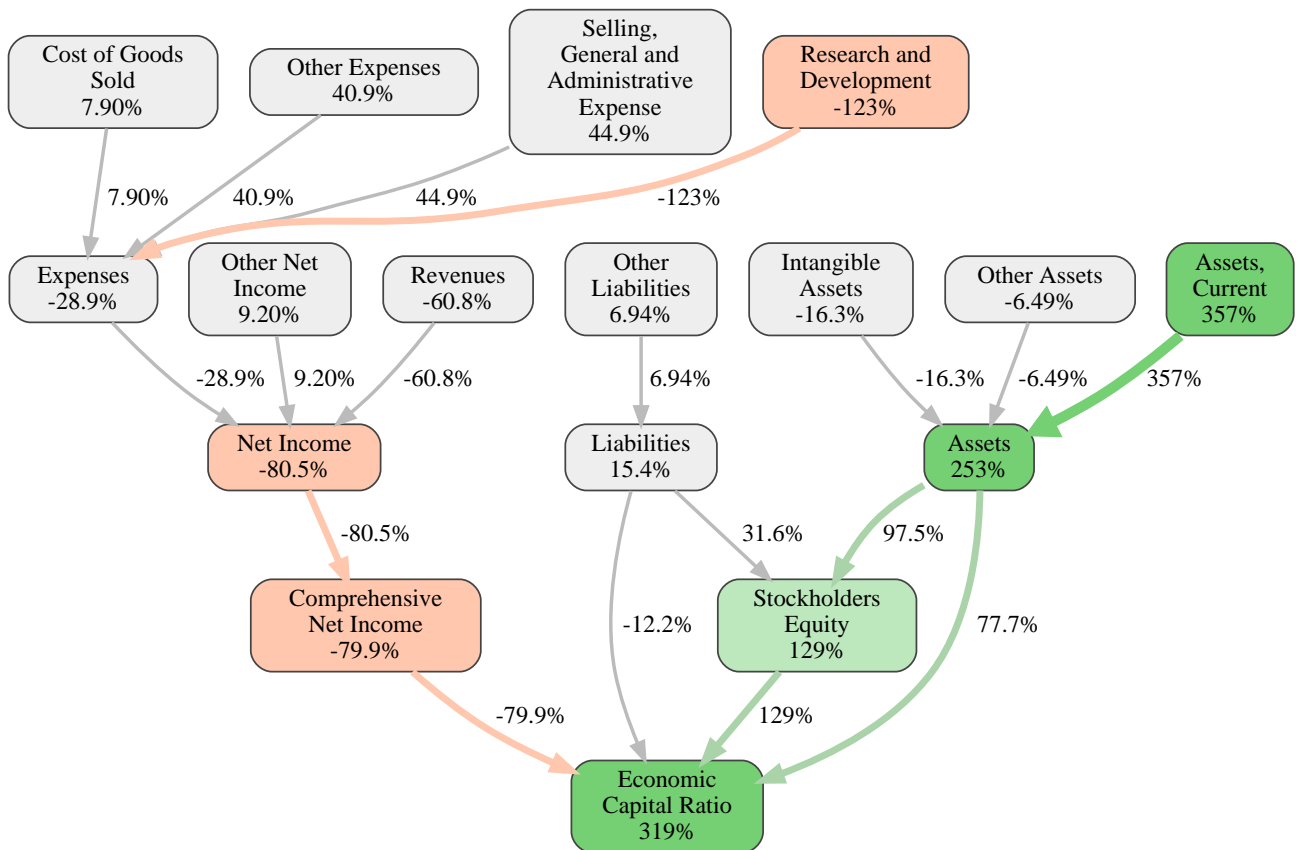 Cost of Goods
Sold
7.90%
Other Expenses
40.9%
Selling,
General and
Administrative
Expense
44.9%
Research and
Development
-123%
7.90%
40.9%
44.9%
-123%
Expenses
-28.9%
Other Net
Income
9.20%
Revenues
-60.8%
Other
Liabilities
6.94%
Intangible
Assets
-16.3%
Other Assets
-6.49%
Assets,
Current
357%
-28.9%
9.20%
-60.8%
6.94%
-16.3%
-6.49%
357%
Net Income
-80.5%
Liabilities
15.4%
Assets
253%
-80.5%
31.6%
97.5%
Comprehensive
Net Income
-79.9%
-12.2%
Stockholders
Equity
129%
77.7%
-79.9%
129%
Economic
Capital Ratio
319%